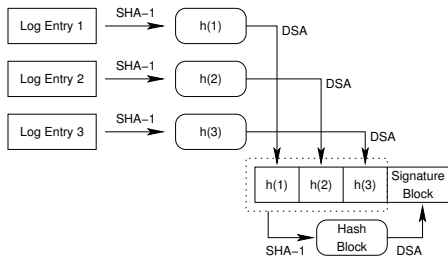 Log Entry 1
SHA-1
h(1)
DSA
Log Entry 2
SHA-1
h(2)
DSA
Log Entry 3
SHA-1
h(3)
DSA
h(1)
h(2)
h(3)
Signature
Block
SHA-1
Hash
Block
DSA